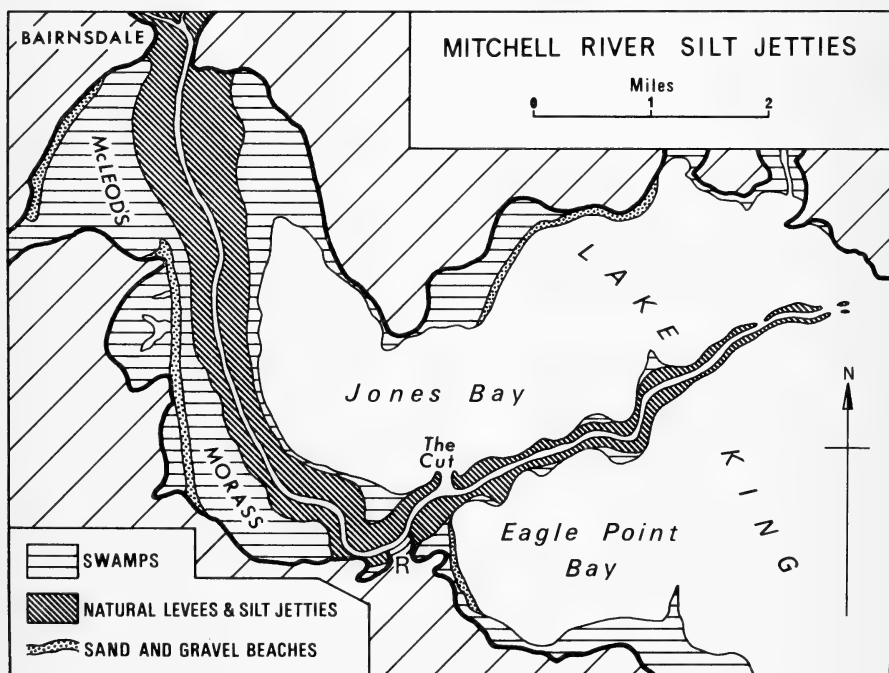 BAIRNSDALE
MITCHELL RIVER SILT JETTIES
Miles
0 1 2
McLEODS
LAKE
Jones Bay
N
The
Cut
KING
MORASS
Eagle Point
Bay
R
SWAMPS
NATURAL LEVEES & SILT JETTIES
SAND AND GRAVEL BEACHES